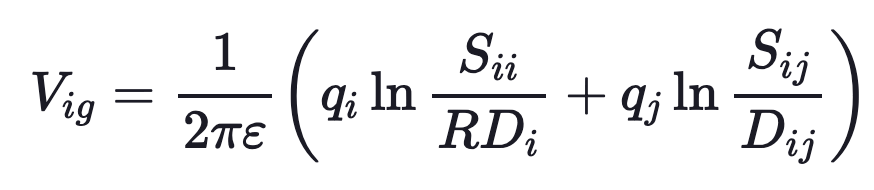 $V_{ig} = \frac{1}{2\pi\varepsilon}\left(q_i \ln \frac{S_{ii}}{RD_i} + q_j \ln \frac{S_{ij}}{D_{ij}}\right)$